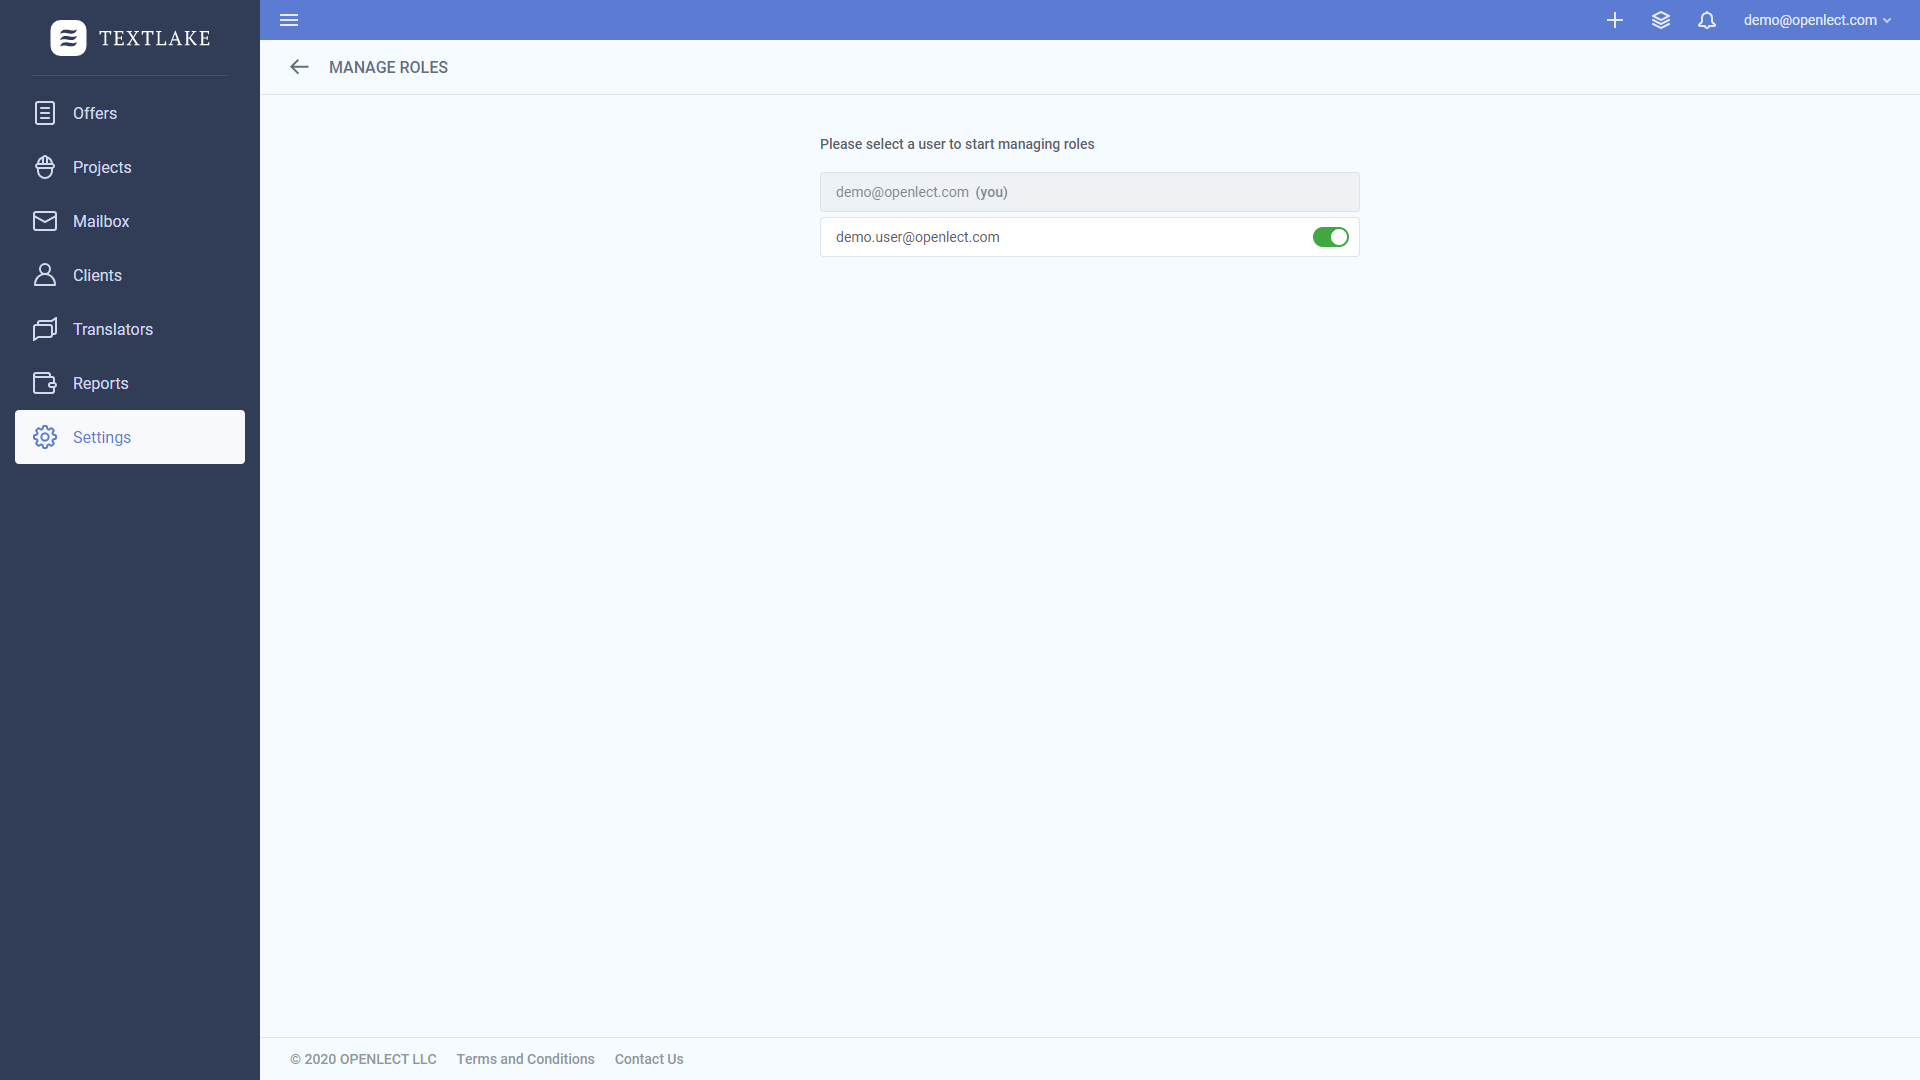 TEXTLAKE
demo@openlect.com
MANAGE ROLES
Offers
Projects
Mailbox
Clients
Translators
Reports
Settings
Please select a user to start managing roles
demo@openlect.com (you)
demo.user@openlect.com
© 2020 OPENLECT LLC Terms and Conditions Contact Us